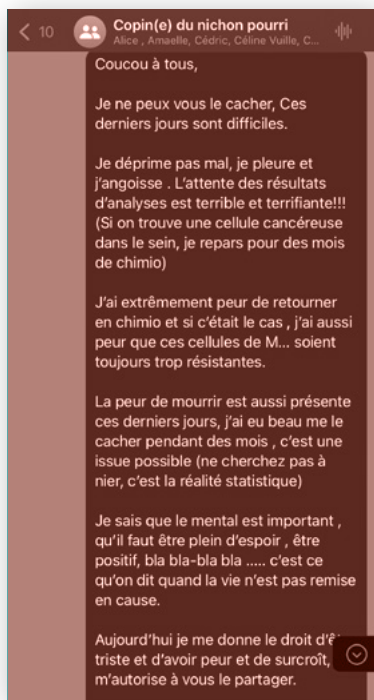 10
Copin(e) du nichon pourri
Alice , Amaelle, Cédric, Céline Vuille, C...
Coucou à tous,
Je ne peux vous le cacher, Ces
derniers jours sont difficiles.
Je déprime pas mal, je pleure et
j'angoisse . L'attente des résultats
d'analyses est terrible et terrifiante!!!
(Si on trouve une cellule cancéreuse
dans le sein, je repars pour des mois
de chimio)
J'ai extrêmement peur de retourner
en chimio et si c'était le cas , j'ai aussi
peur que ces cellules de M... soient
toujours trop résistantes.
La peur de mourrir est aussi présente
ces derniers jours, j'ai eu beau me le
cacher pendant des mois , c'est une
issue possible (ne cherchez pas à
nier, c'est la réalité statistique)
Je sais que le mental est important ,
qu'il faut être plein d'espoir , être
positif, bla bla-bla bla ..... c'est ce
qu'on dit quand la vie n'est pas remise
en cause.
Aujourd'hui je me donne le droit
triste et d'avoir peur et de surcroît,
m'autorise à vous le partager.